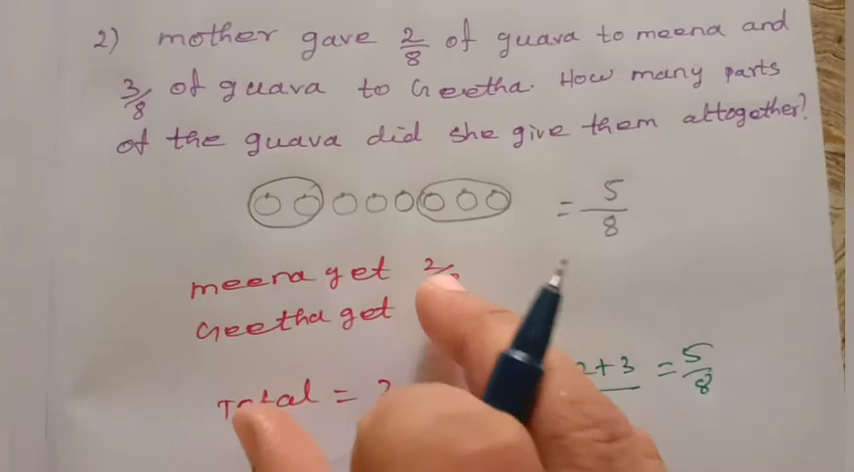 2) mother gave 2/8 of guava to meena and
3/8 of guava to Geetha. How many parts
of the guava did she give them altogether?
= 5/8
meena get
Geetha get
Total =
2+3 = 5/8